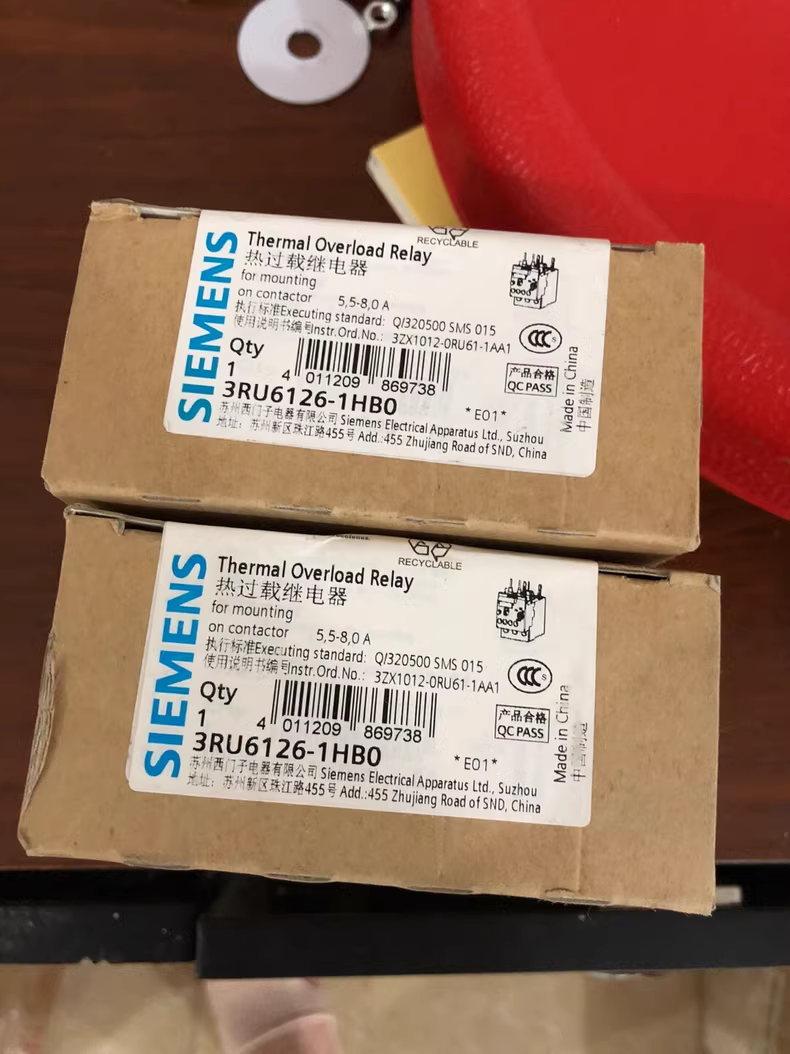 SIEMENS
RECYCLABLE
Thermal Overload Relay
热过载继电器
for mounting
on contactor 5,5-8,0 A
执行标准Executing standard: Q/320500 SMS 015
使用说明书编号Instr.Ord.No.: 3ZX1012-0RU61-1AA1
Qty
1
4 011209 869738
3RU6126-1HB0
*E01*
CCC S
产品合格
QC PASS
Made in China
中国制造
苏州西门子电器有限公司 Siemens Electrical Apparatus Ltd., Suzhou
地址: 苏州新区珠江路455号 Add.:455 Zhujiang Road of SND, China
SIEMENS
RECYCLABLE
Thermal Overload Relay
热过载继电器
for mounting
on contactor 5,5-8,0 A
执行标准Executing standard: Q/320500 SMS 015
使用说明书编号Instr.Ord.No.: 3ZX1012-0RU61-1AA1
Qty
1
4 011209 869738
3RU6126-1HB0
*E01*
CCC S
产品合格
QC PASS
Made in China
中国制造
苏州西门子电器有限公司 Siemens Electrical Apparatus Ltd., Suzhou
地址: 苏州新区珠江路455号 Add.:455 Zhujiang Road of SND, China